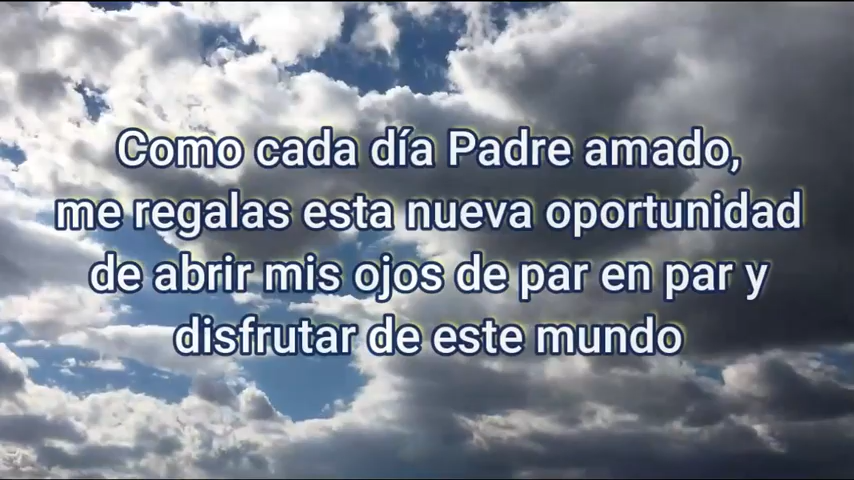 Como cada día Padre amado,
me regalas esta nueva oportunidad
de abrir mis ojos de par en par y
disfrutar de este mundo